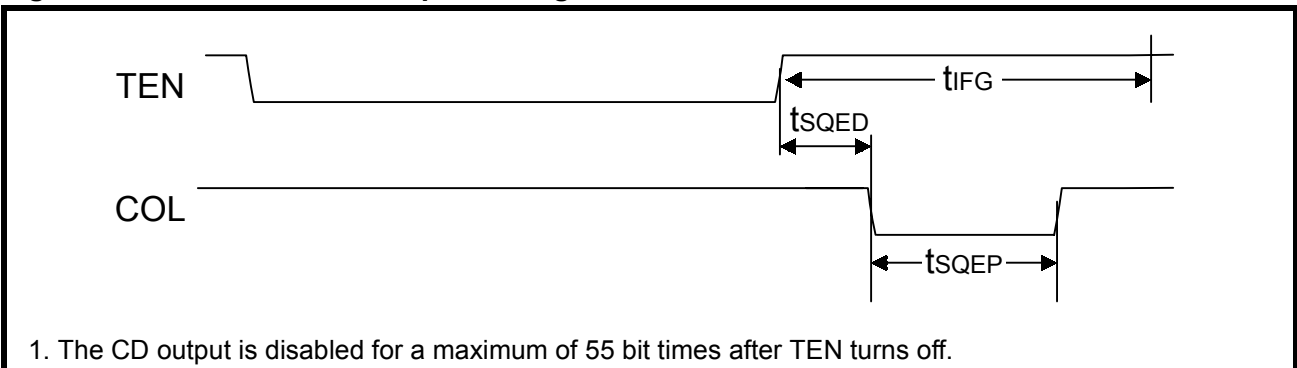 TEN
tIFG
tSQED
COL
tSQEP
1. The CD output is disabled for a maximum of 55 bit times after TEN turns off.